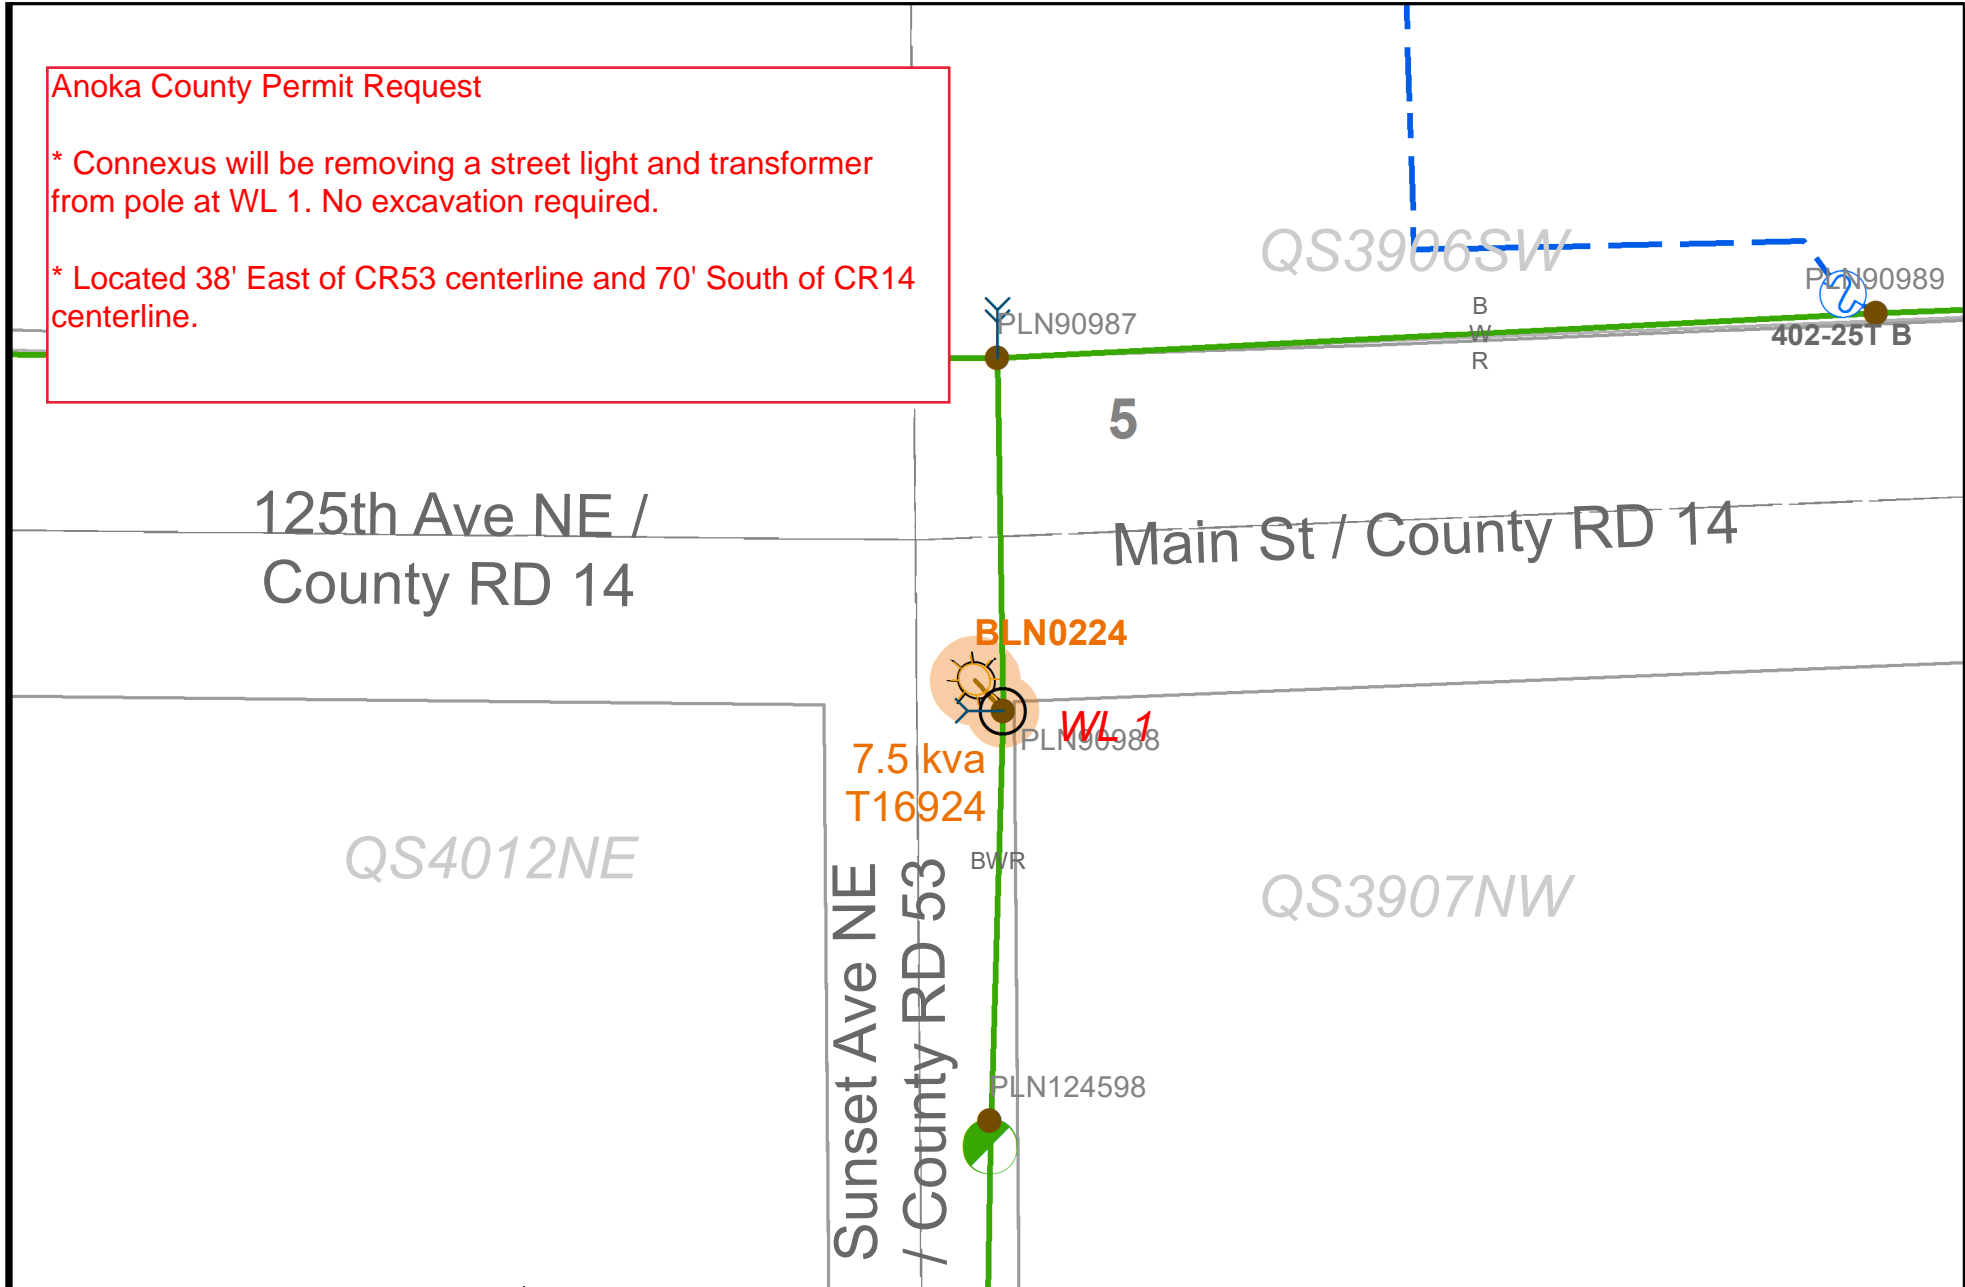 Anoka County Permit Request
* Connexus will be removing a street light and transformer
from pole at WL 1. No excavation required.
* Located 38' East of CR53 centerline and 70' South of CR14
centerline.
QS3906SW
PLN90989
PLN90987
B
W
R
402-25T B
5
125th Ave NE /
County RD 14
Main St / County RD 14
BLN0224
WL 1
PLN90988
7.5 kva
T16924
BWR
QS4012NE
QS3907NW
Sunset Ave NE
/ County RD 53
PLN124598